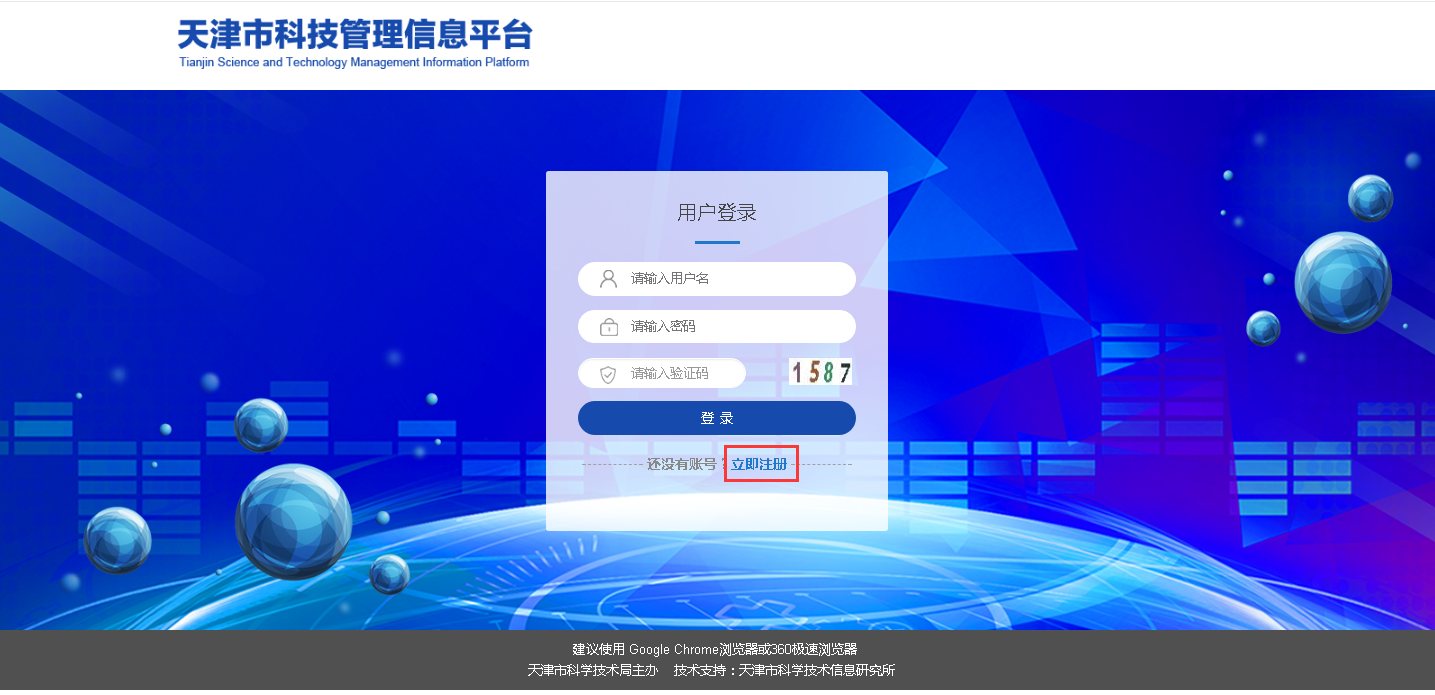 天津市科技管理信息平台
Tianjin Science and Technology Management Information Platform
用户登录
请输入用户名
请输入密码
请输入验证码
1587
登 录
------------ 还没有账号？立即注册 ------------
建议使用 Google Chrome浏览器或360极速浏览器
天津市科学技术局主办 技术支持：天津市科学技术信息研究所